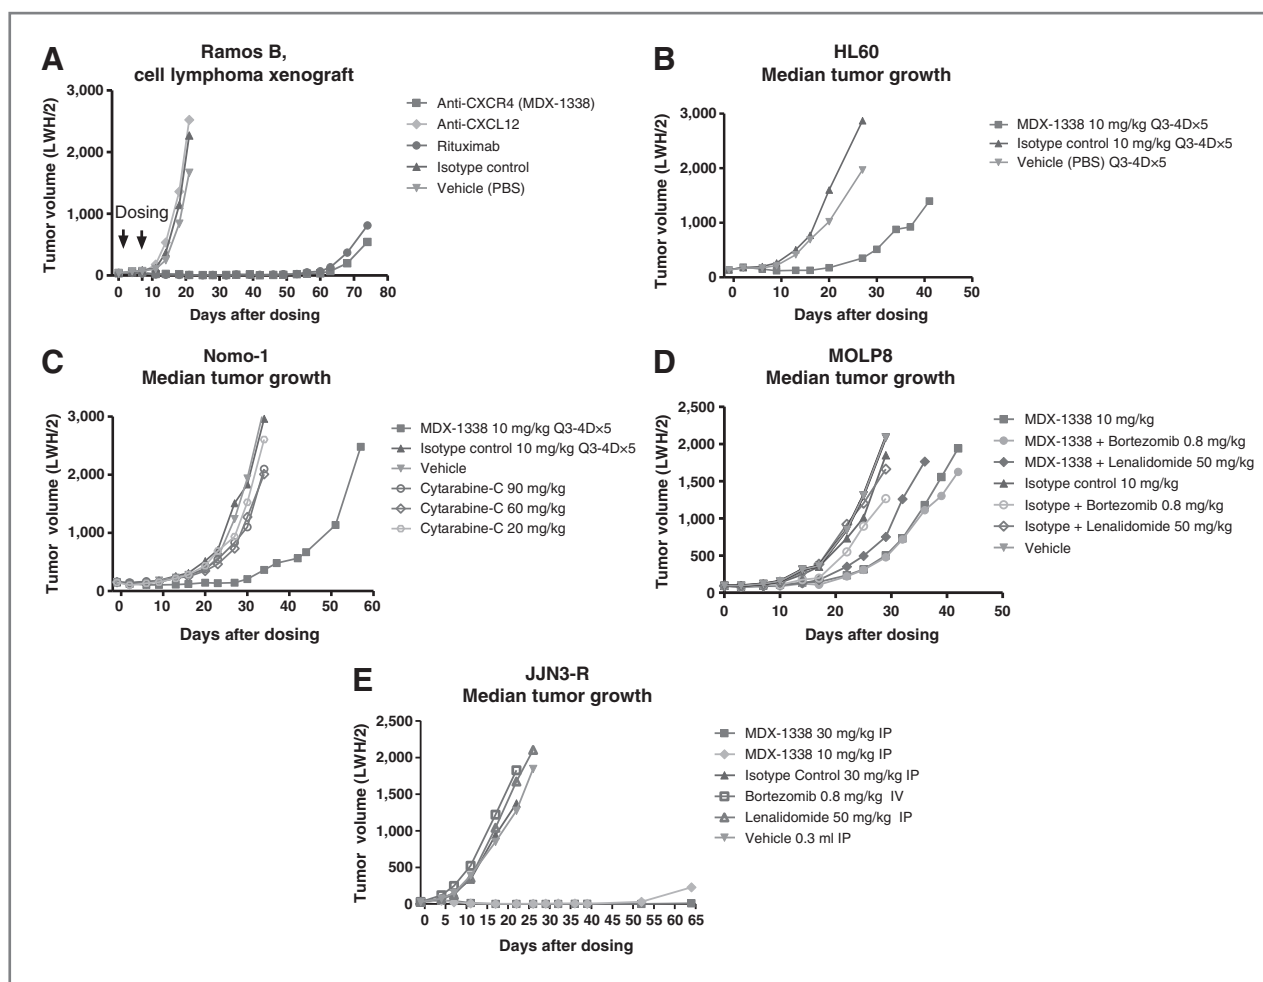 A
Ramos B,
cell lymphoma xenograft
Tumor volume (LWH/2)
3,000
2,000
1,000
0
Dosing
0 10 20 30 40 50 60 70 80
Days after dosing
Anti-CXCR4 (MDX-1338)
Anti-CXCL12
Rituximab
Isotype control
Vehicle (PBS)
B
HL60
Median tumor growth
Tumor volume (LWH/2)
3,000
2,000
1,000
0
0 10 20 30 40 50
Days after dosing
MDX-1338 10 mg/kg Q3-4D×5
Isotype control 10 mg/kg Q3-4D×5
Vehicle (PBS) Q3-4D×5
C
Nomo-1
Median tumor growth
Tumor volume (LWH/2)
3,000
2,000
1,000
0
0 10 20 30 40 50 60
Days after dosing
MDX-1338 10 mg/kg Q3-4D×5
Isotype control 10 mg/kg Q3-4D×5
Vehicle
Cytarabine-C 90 mg/kg
Cytarabine-C 60 mg/kg
Cytarabine-C 20 mg/kg
D
MOLP8
Median tumor growth
Tumor volume (LWH/2)
2,500
2,000
1,500
1,000
500
0
0 10 20 30 40 50
Days after dosing
MDX-1338 10 mg/kg
MDX-1338 + Bortezomib 0.8 mg/kg
MDX-1338 + Lenalidomide 50 mg/kg
Isotype control 10 mg/kg
Isotype + Bortezomib 0.8 mg/kg
Isotype + Lenalidomide 50 mg/kg
Vehicle
E
JJN3-R
Median tumor growth
Tumor volume (LWH/2)
2,500
2,000
1,500
1,000
500
0
0 5 10 15 20 25 30 35 40 45 50 55 60 65
Days after dosing
MDX-1338 30 mg/kg IP
MDX-1338 10 mg/kg IP
Isotype Control 30 mg/kg IP
Bortezomib 0.8 mg/kg IV
Lenalidomide 50 mg/kg IP
Vehicle 0.3 ml IP